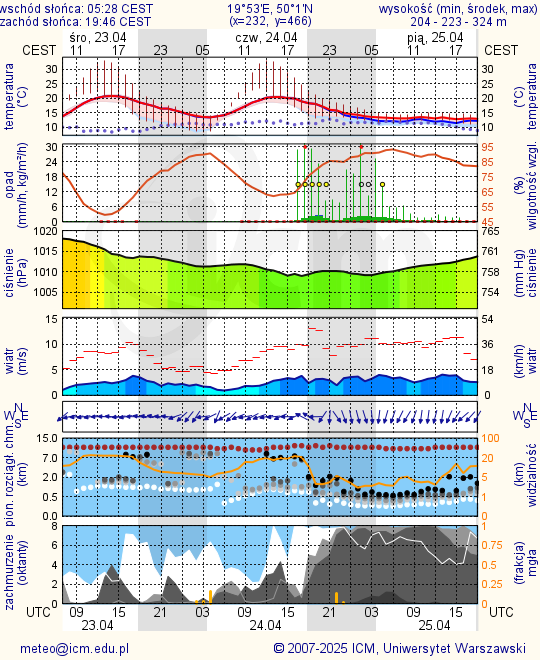 wschód słońca: 05:28 CEST 19°53'E, 50°1'N wysokość (min, środek, max)
zachód słońca: 19:46 CEST (x=232, y=466) 204 - 223 - 324 m
śro, 23.04 czw, 24.04 pią, 25.04
CEST 11 17 23 05 11 17 23 05 11 17 CEST
temperatura (°C)
30 25 20 15 10
30 25 20 15 10
(°C) temperatura
opad (mm/h, kg/m²/h)
30 24 18 12 6 0
95 85 75 65 55 45
(%) wilgotność wzgl.
ciśnienie (hPa)
1020 1015 1010 1005
765 761 758 754
(mm Hg) ciśnienie
wiatr (m/s)
15 10 5 0
54 36 18 0
(km/h) wiatr
N W E S
N W E S
pion. rozciągł. chm. (km)
15.0 7.0 2.0 0.5 0.0
100 20 5 1 0
(km) widzialność
zachmurzenie (oktanty)
8 6 4 2 0
1 0.75 0.5 0.25 0
(frakcja) mgła
UTC 09 15 21 03 09 15 21 03 09 15 UTC
23.04 24.04 25.04
meteo@icm.edu.pl © 2007-2025 ICM, Uniwersytet Warszawski